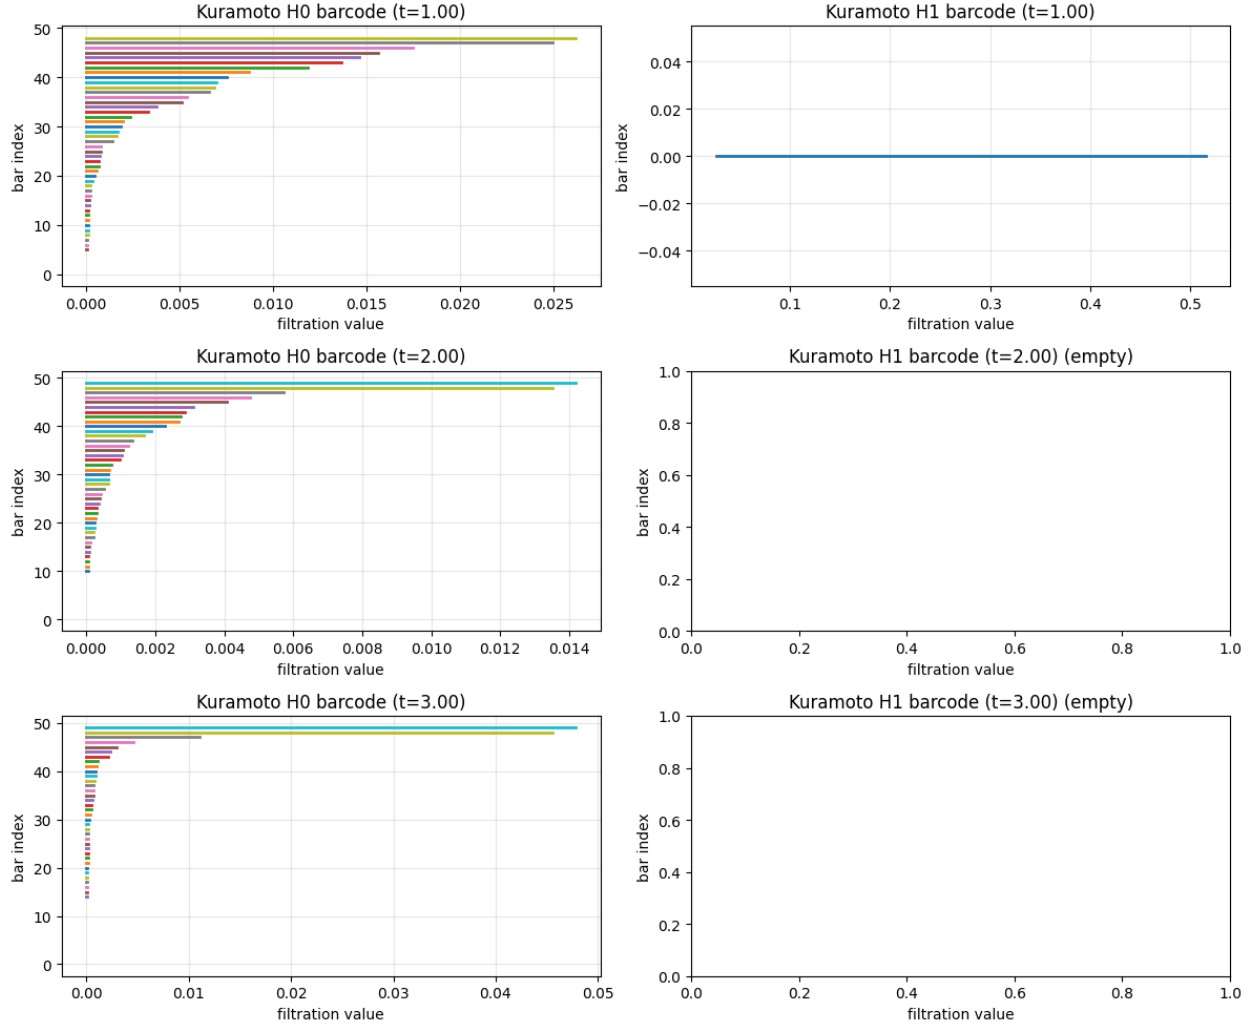 Kuramoto H0 barcode (t=1.00)
50
40
30
20
10
0
bar index
0.000 0.005 0.010 0.015 0.020 0.025
filtration value
Kuramoto H1 barcode (t=1.00)
0.04
0.02
0.00
−0.02
−0.04
bar index
0.1 0.2 0.3 0.4 0.5
filtration value
Kuramoto H0 barcode (t=2.00)
50
40
30
20
10
0
bar index
0.000 0.002 0.004 0.006 0.008 0.010 0.012 0.014
filtration value
Kuramoto H1 barcode (t=2.00) (empty)
1.0
0.8
0.6
0.4
0.2
0.0
bar index
0.0 0.2 0.4 0.6 0.8 1.0
filtration value
Kuramoto H0 barcode (t=3.00)
50
40
30
20
10
0
bar index
0.00 0.01 0.02 0.03 0.04 0.05
filtration value
Kuramoto H1 barcode (t=3.00) (empty)
1.0
0.8
0.6
0.4
0.2
0.0
bar index
0.0 0.2 0.4 0.6 0.8 1.0
filtration value